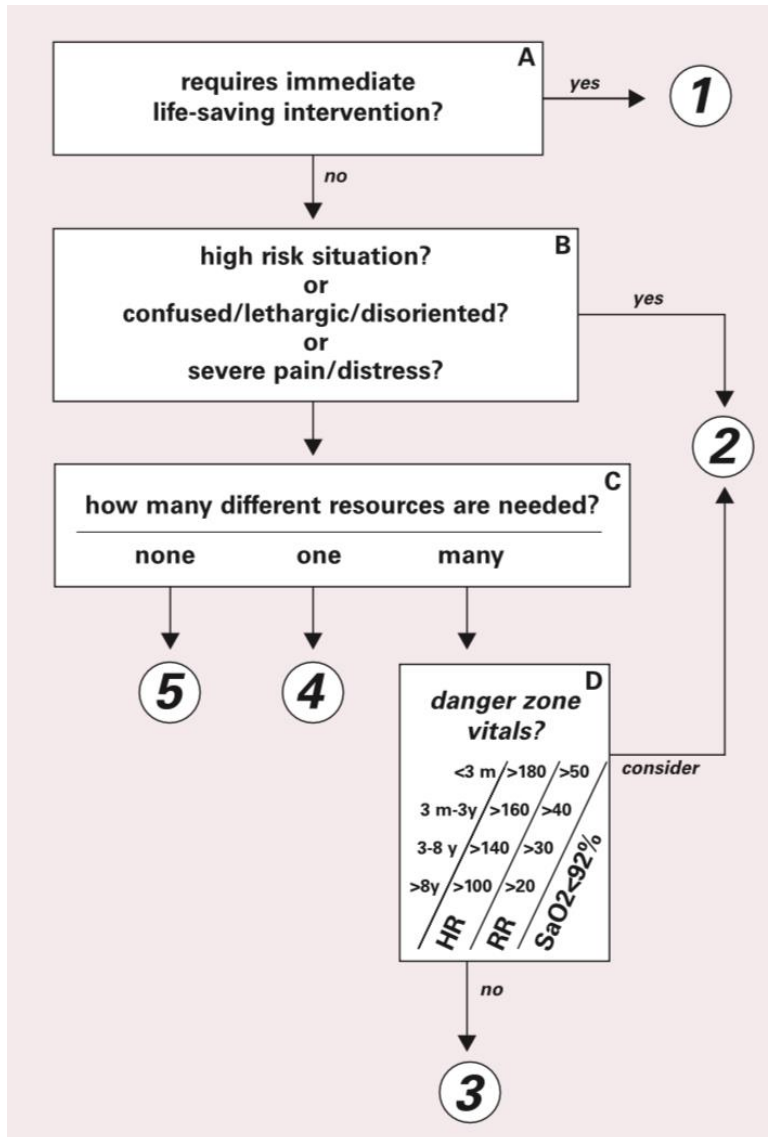 A
requires immediate
life-saving intervention?
yes
1
no
B
high risk situation?
or
confused/lethargic/disoriented?
or
severe pain/distress?
yes
2
C
how many different resources are needed?
none one many
5 4
D
danger zone
vitals?
<3 m >180 >50
3 m-3y >160 >40
3-8 y >140 >30
>8y >100 >20
HR RR SaO2<92%
consider
no
3